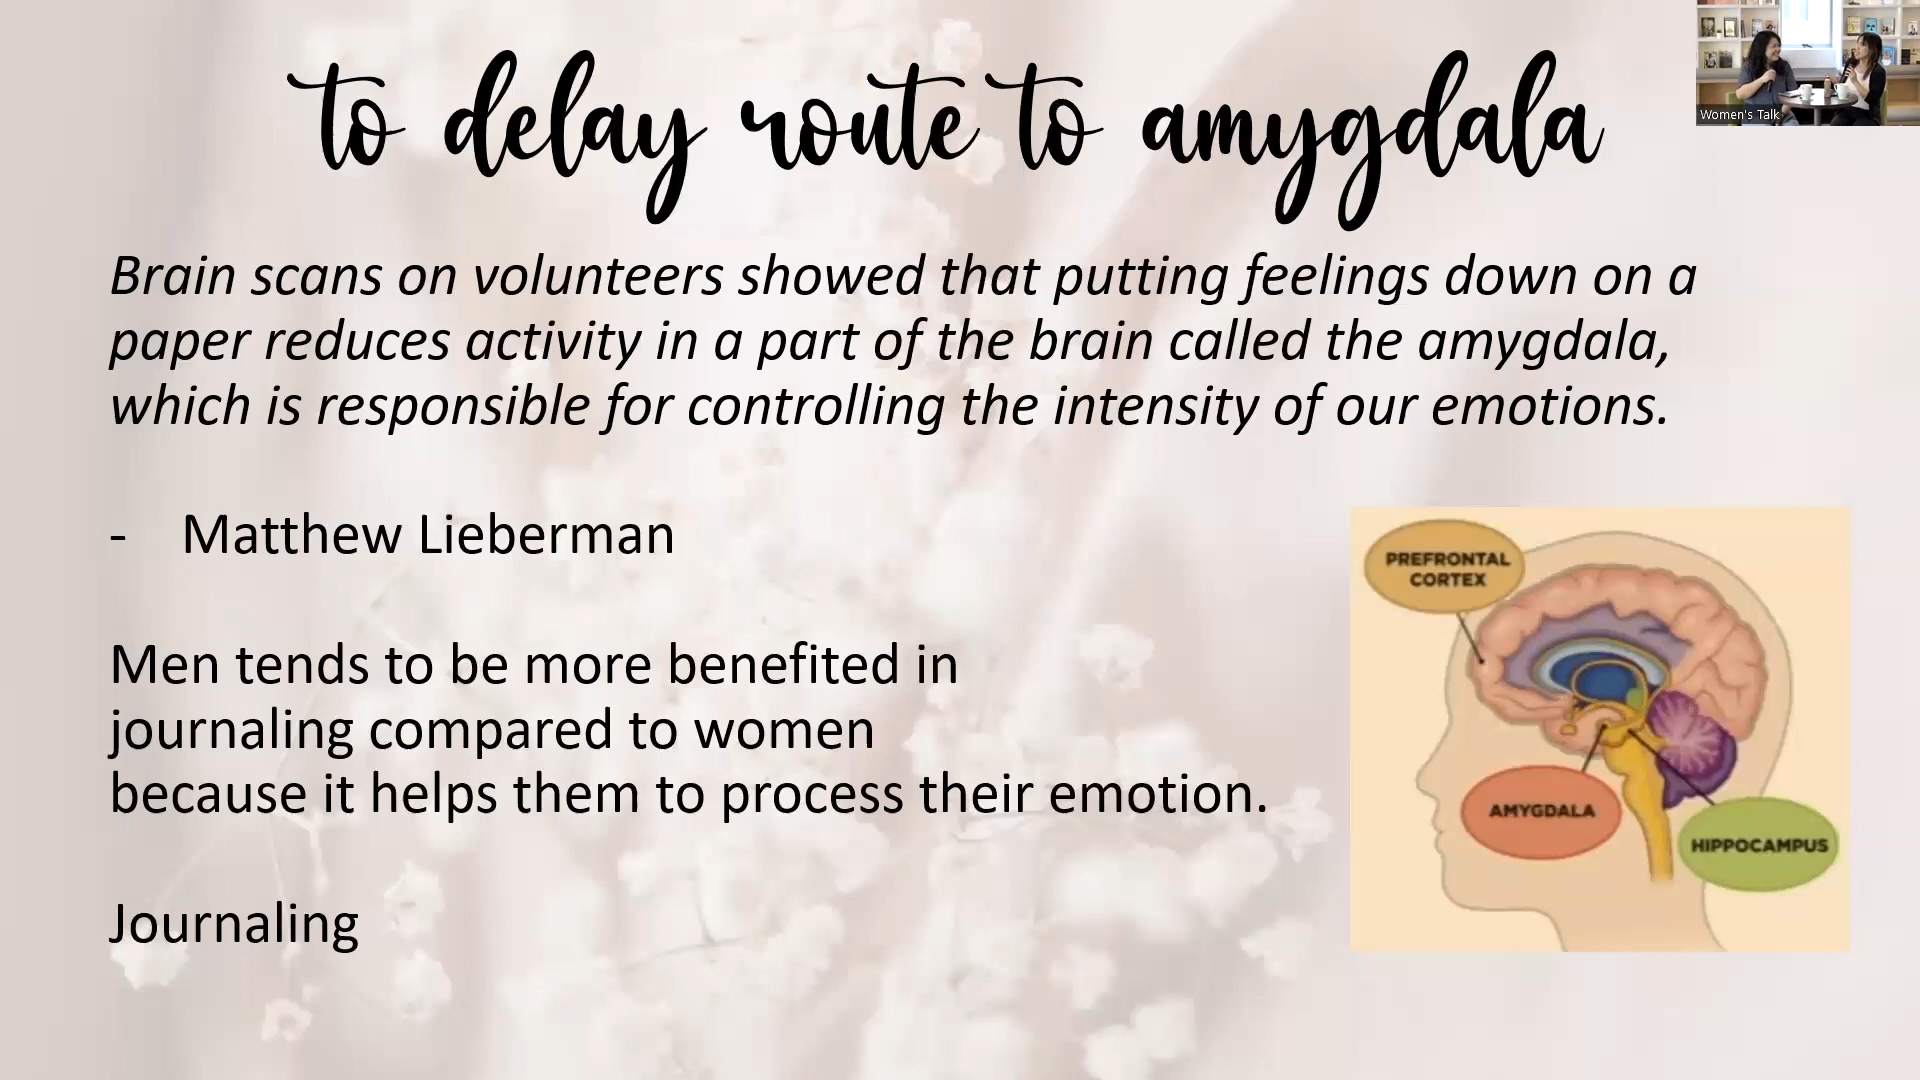 to delay route to amygdala
Women's Talk
Brain scans on volunteers showed that putting feelings down on a
paper reduces activity in a part of the brain called the amygdala,
which is responsible for controlling the intensity of our emotions.
- Matthew Lieberman
Men tends to be more benefited in
journaling compared to women
because it helps them to process their emotion.
Journaling
PREFRONTAL
CORTEX
AMYGDALA
HIPPOCAMPUS